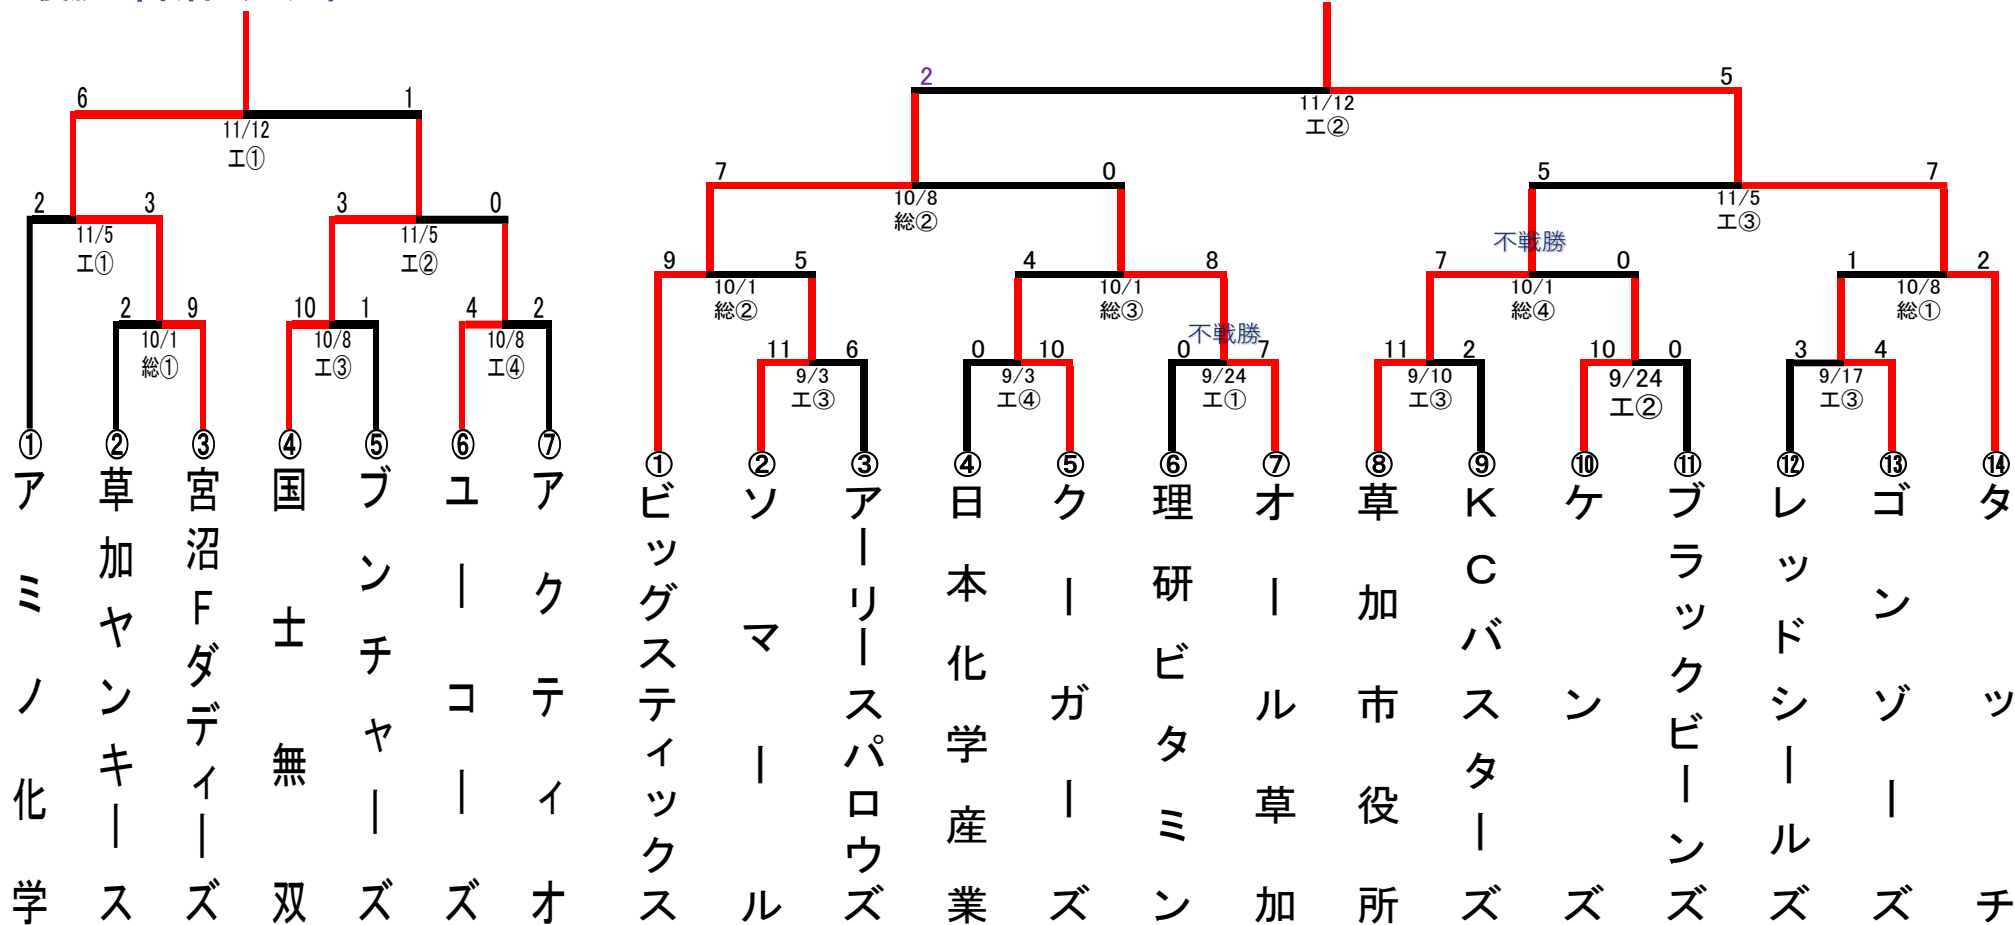 2 5
6 1
11/12
エ②
11/12
エ①
7 0
5 7
10/8
総②
11/5
エ③
2 3
3 0
11/5
エ①
11/5
エ②
不戦勝
9 5
4 8
7 0
1 2
10/1
総②
10/1
総③
10/1
総④
10/8
総①
2 9
10 1
4 2
10/1
総①
10/8
エ③
10/8
エ④
不戦勝
11 6
0 10
0 7
11 2
10 0
3 4
9/3
エ③
9/3
エ④
9/24
エ①
9/10
エ③
9/24
エ②
9/17
エ③
①アミノ化学
②草加ヤンキース
③宮沼Fダディーズ
④国士無双
⑤ブンチャーズ
⑥ユーコーズ
⑦アクティオ
①ビッグスティックス
②ソマール
③アーリースパロウズ
④日本化学産業
⑤クーガーズ
⑥理研ビタミン
⑦オール草加
⑧草加市役所
⑨KCバスターズ
⑩ケンズ
⑪ブラックビーンズ
⑫レッドシールズ
⑬ゴンゾーズ
⑭タッチ